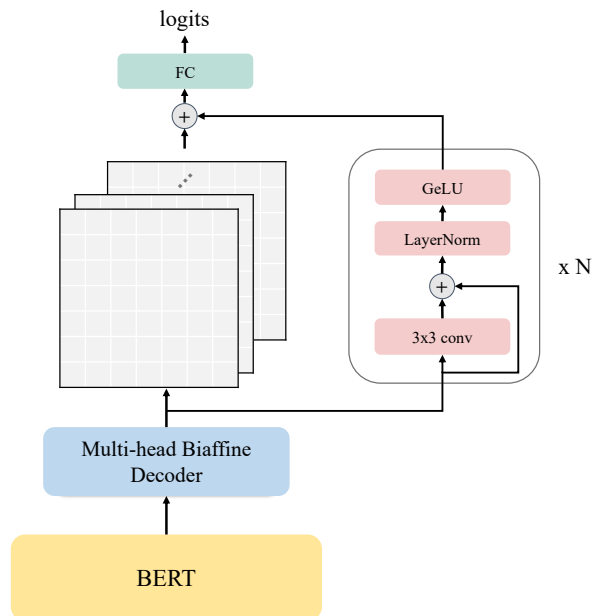 logits
FC
+
GeLU
LayerNorm
+
x N
3x3 conv
Multi-head Biaffine
Decoder
BERT